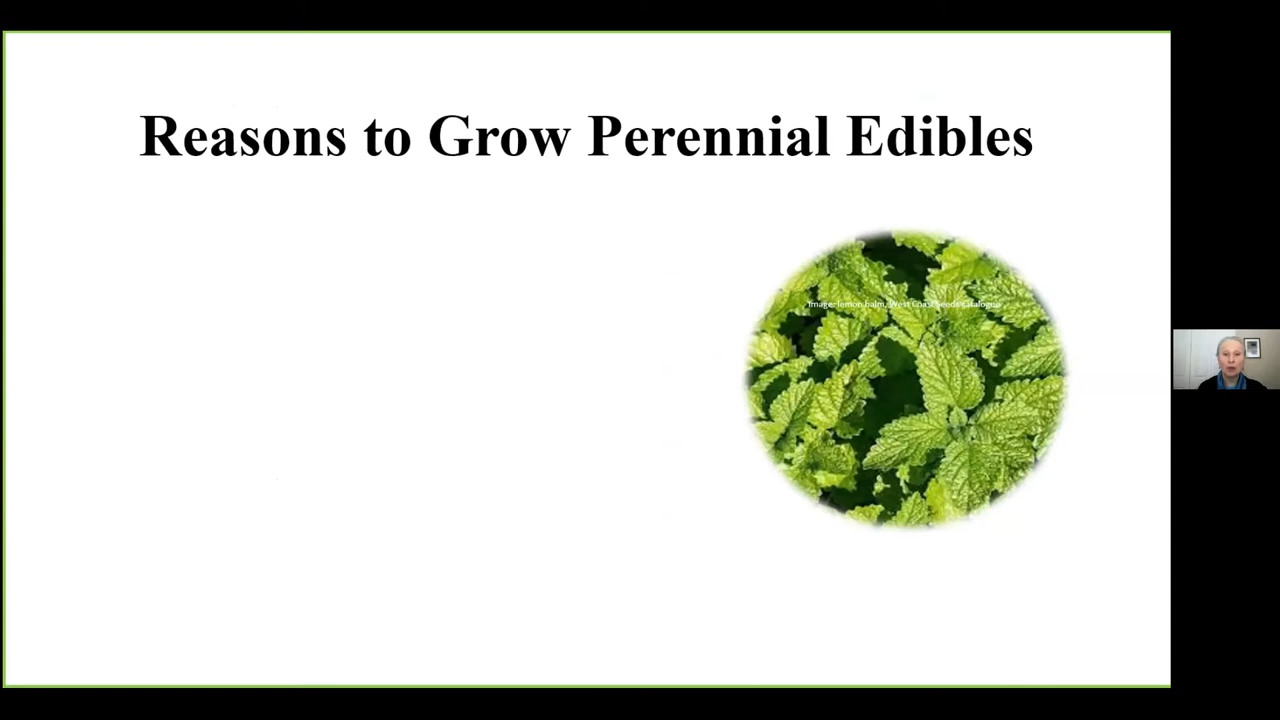 Reasons to Grow Perennial Edibles
Image: lemon balm, West Coast Seeds catalogue